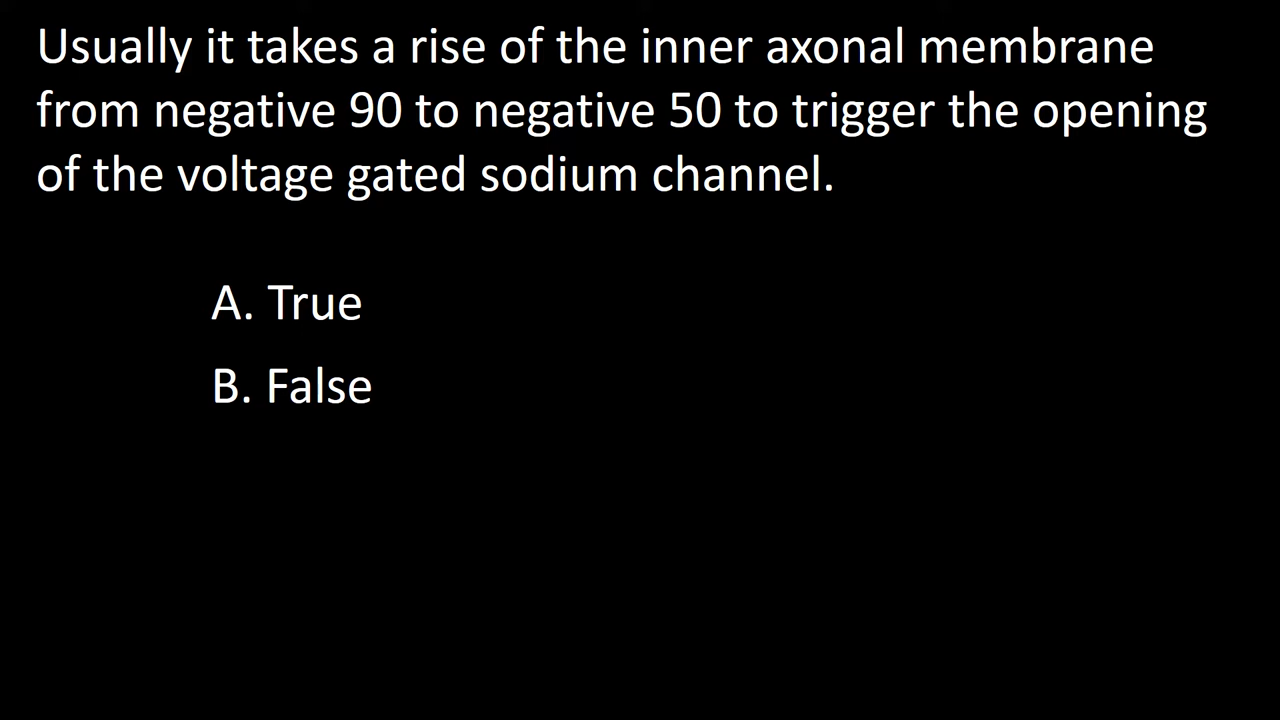 Usually it takes a rise of the inner axonal membrane
from negative 90 to negative 50 to trigger the opening
of the voltage gated sodium channel.
A. True
B. False